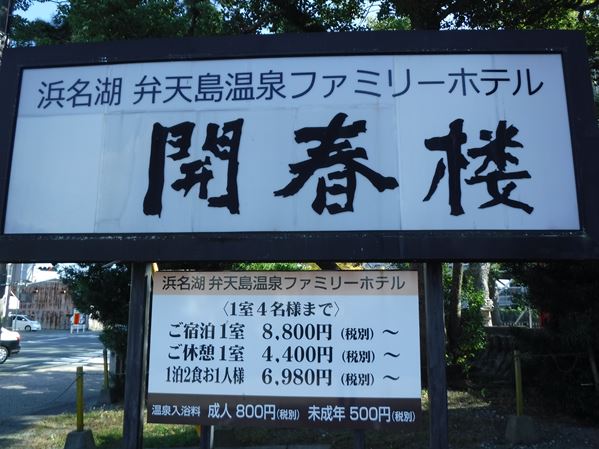 浜名湖 弁天島温泉ファミリーホテル
開春楼
浜名湖 弁天島温泉ファミリーホテル
〈1室4名様まで〉
ご宿泊1室 8,800円(税別)〜
ご休憩1室 4,400円(税別)〜
1泊2食お1人様 6,980円(税別)〜
温泉入浴料 成人800円(税別) 未成年500円(税別)